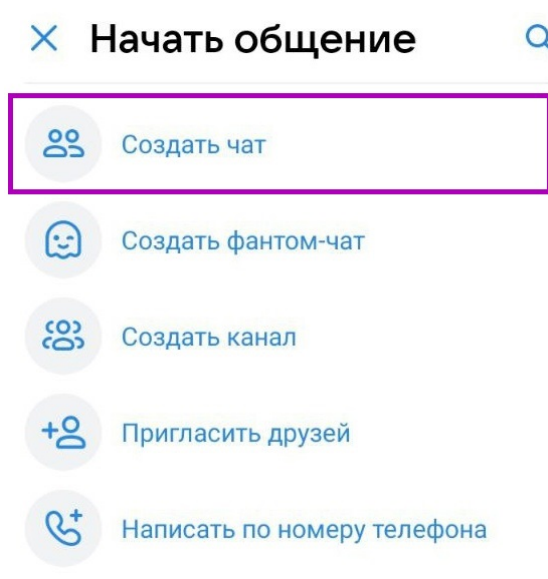 Начать общение
Создать чат
Создать фантом-чат
Создать канал
Пригласить друзей
Написать по номеру телефона